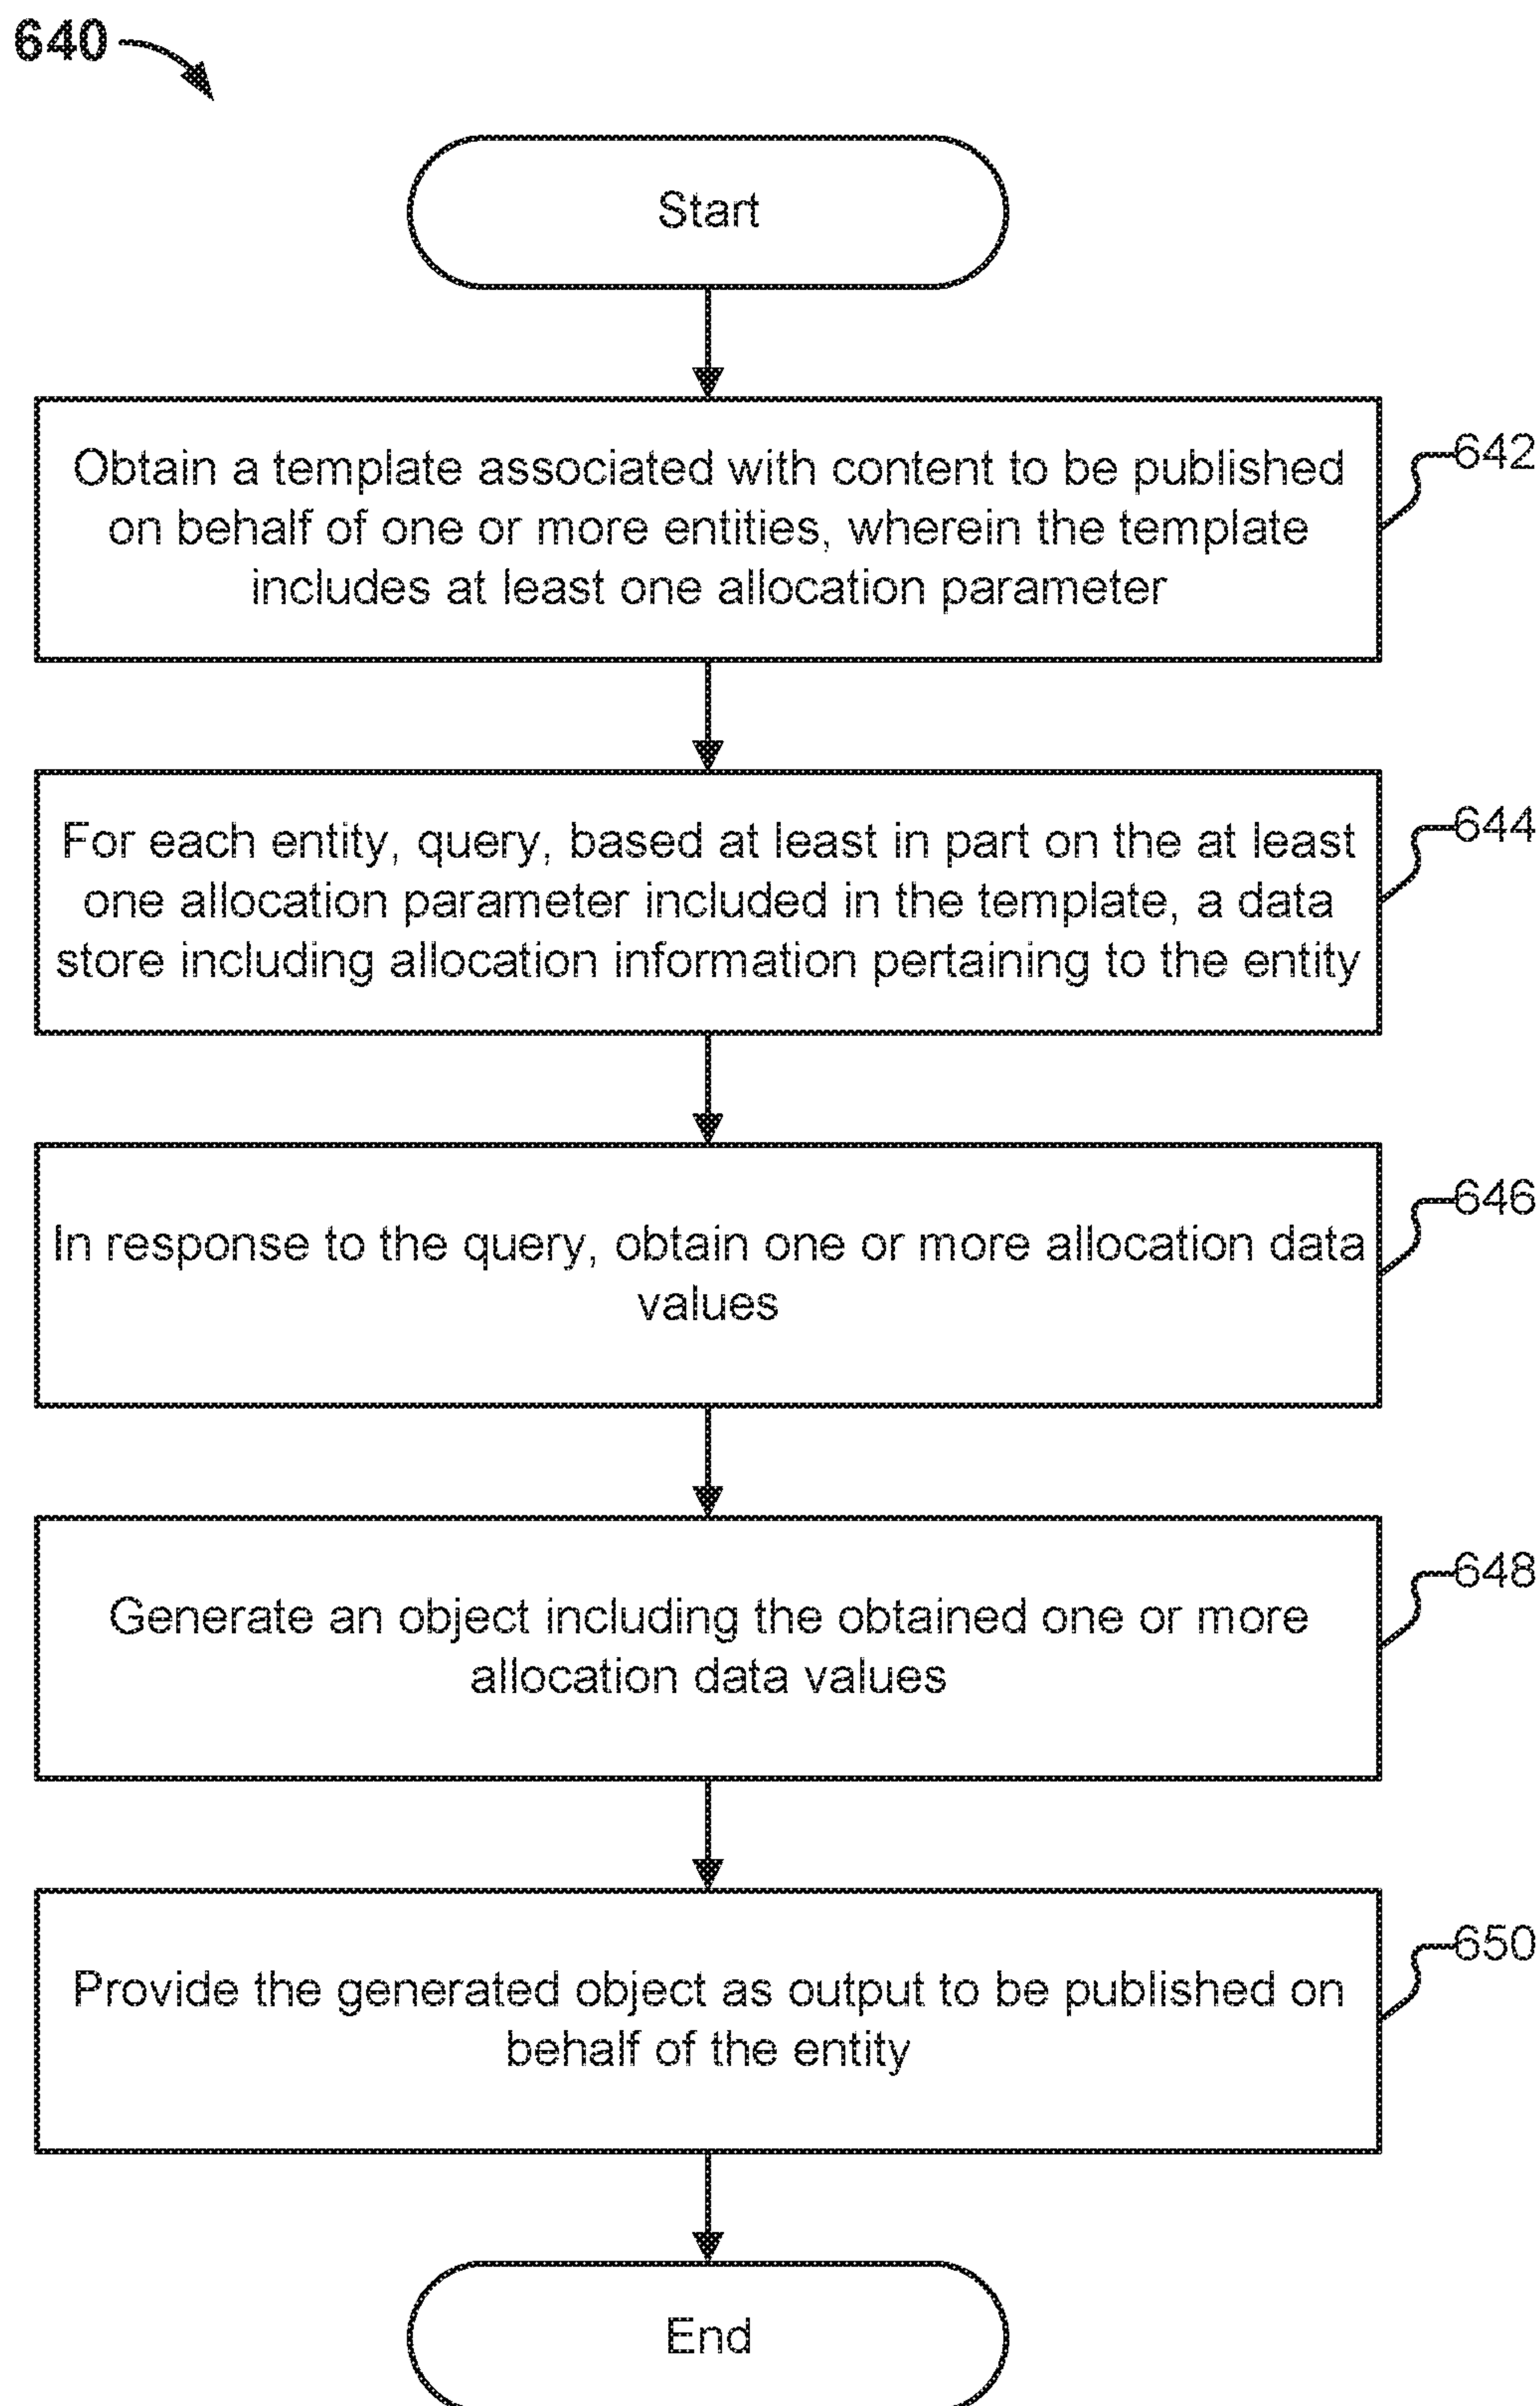 640
Start
Obtain a template associated with content to be published
on behalf of one or more entities, wherein the template
includes at least one allocation parameter
642
For each entity, query, based at least in part on the at least
one allocation parameter included in the template, a data
store including allocation information pertaining to the entity
644
In response to the query, obtain one or more allocation data
values
646
Generate an object including the obtained one or more
allocation data values
648
Provide the generated object as output to be published on
behalf of the entity
650
End